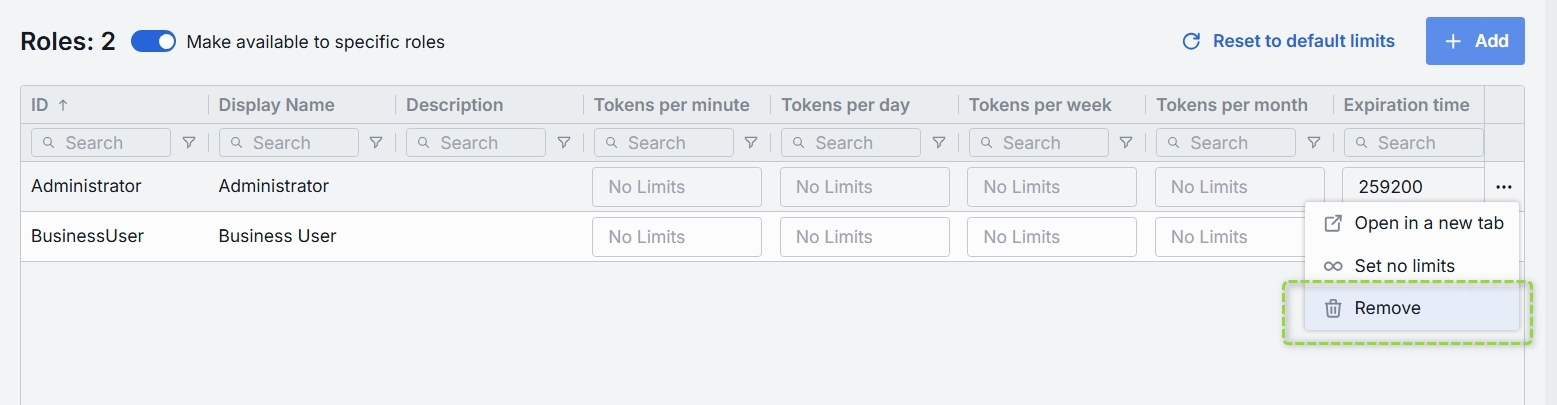 Roles: 2 Make available to specific roles Reset to default limits + Add
ID ↑ Display Name Description Tokens per minute Tokens per day Tokens per week Tokens per month Expiration time
Search Search Search Search Search Search Search Search
Administrator Administrator No Limits No Limits No Limits No Limits 259200 ...
BusinessUser Business User No Limits No Limits No Limits No Limits
Open in a new tab
Set no limits
Remove